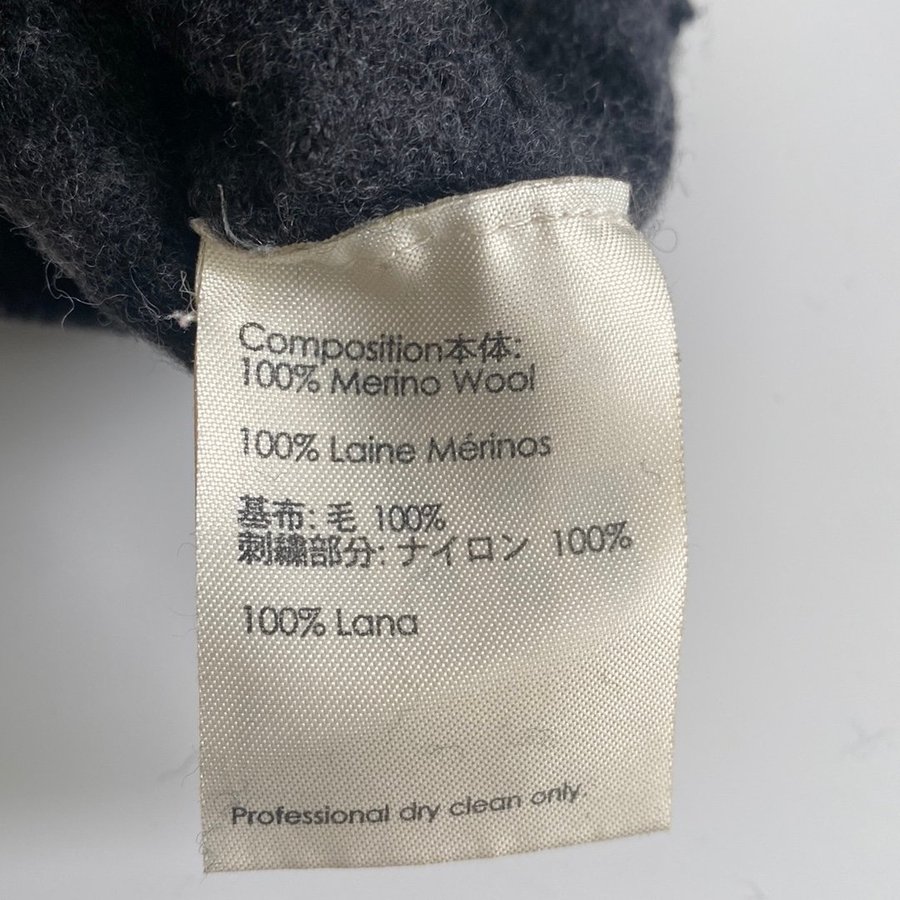 Composition本体:
100% Merino Wool
100% Laine Mérinos
基布: 毛 100%
刺繍部分: ナイロン 100%
100% Lana
Professional dry clean only.